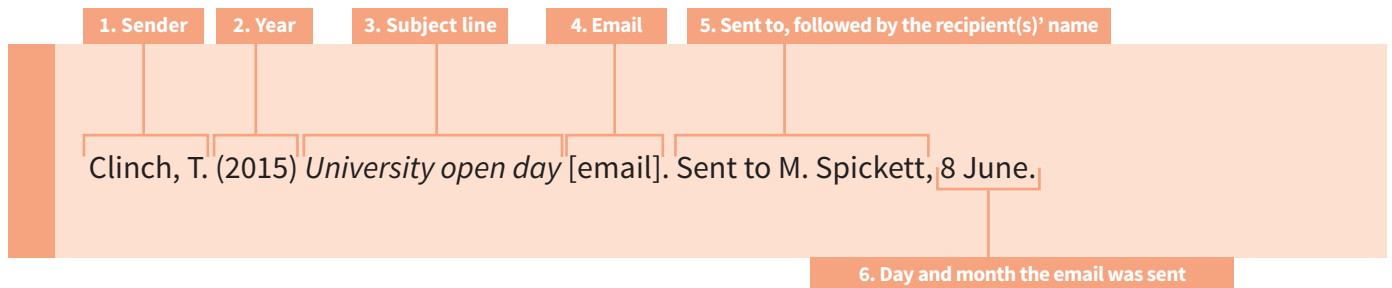 1. Sender 2. Year 3. Subject line 4. Email 5. Sent to, followed by the recipient(s)’ name
Clinch, T. (2015) University open day [email]. Sent to M. Spickett, 8 June.
6. Day and month the email was sent